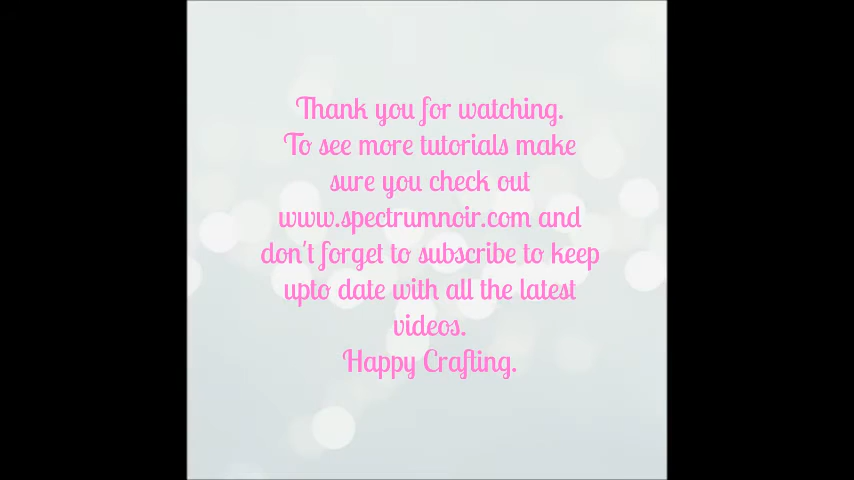 Thank you for watching.
To see more tutorials make
sure you check out
www.spectrumnoir.com and
don't forget to subscribe to keep
upto date with all the latest
videos.
Happy Crafting.